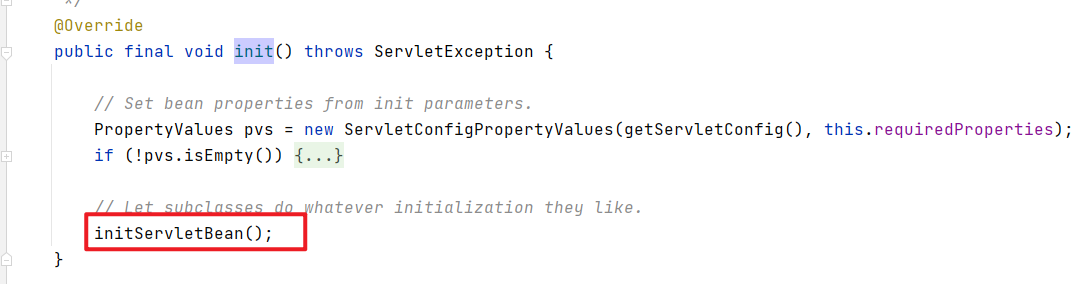 */
@Override
public final void init() throws ServletException {
// Set bean properties from init parameters.
PropertyValues pvs = new ServletConfigPropertyValues(getServletConfig(), this.requiredProperties);
if (!pvs.isEmpty()) {...}
// Let subclasses do whatever initialization they like.
initServletBean();
}